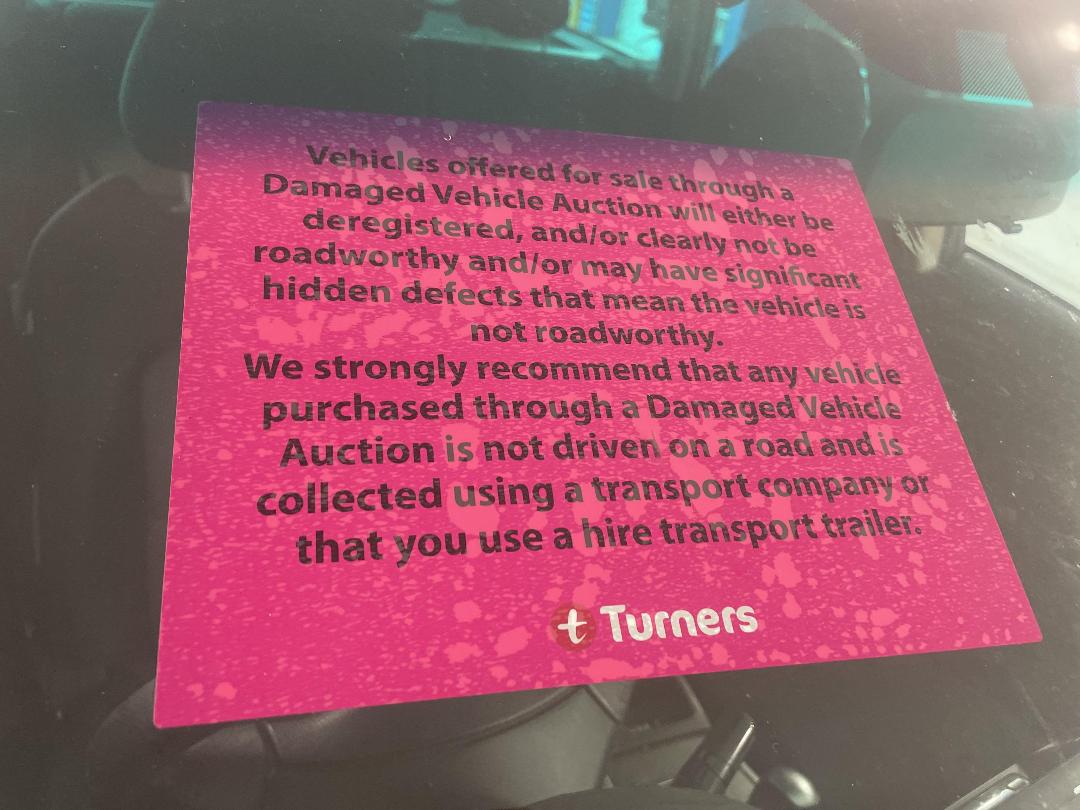 Vehicles offered for sale through a
Damaged Vehicle Auction will either be
deregistered, and/or clearly not be
roadworthy and/or may have significant
hidden defects that mean the vehicle is
not roadworthy.
We strongly recommend that any vehicle
purchased through a Damaged Vehicle
Auction is not driven on a road and is
collected using a transport company or
that you use a hire transport trailer.
t Turners